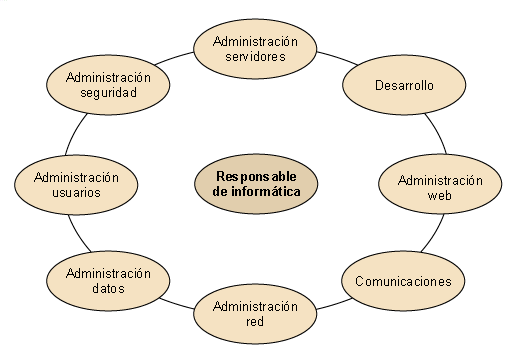 Administración
servidores
Desarrollo
Administración
web
Comunicaciones
Administración
red
Administración
datos
Administración
usuarios
Administración
seguridad
Responsable
de informática